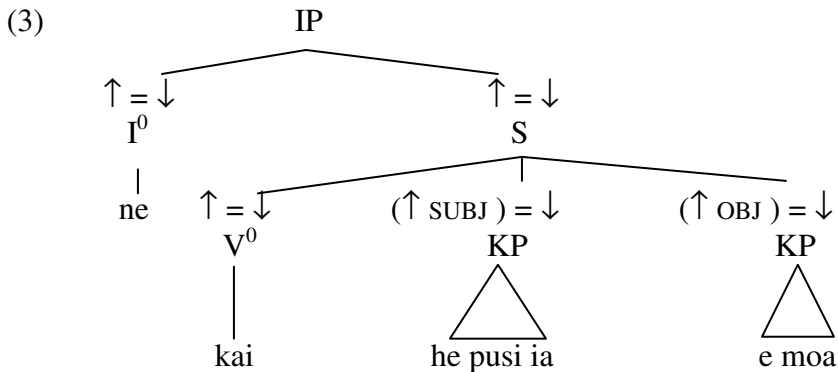 (3) IP
↑ = ↓ ↑ = ↓
I⁰ S
ne ↑ = ↓ (↑ SUBJ ) = ↓ (↑ OBJ ) = ↓
V⁰ KP KP
kai he pusi ia e moa